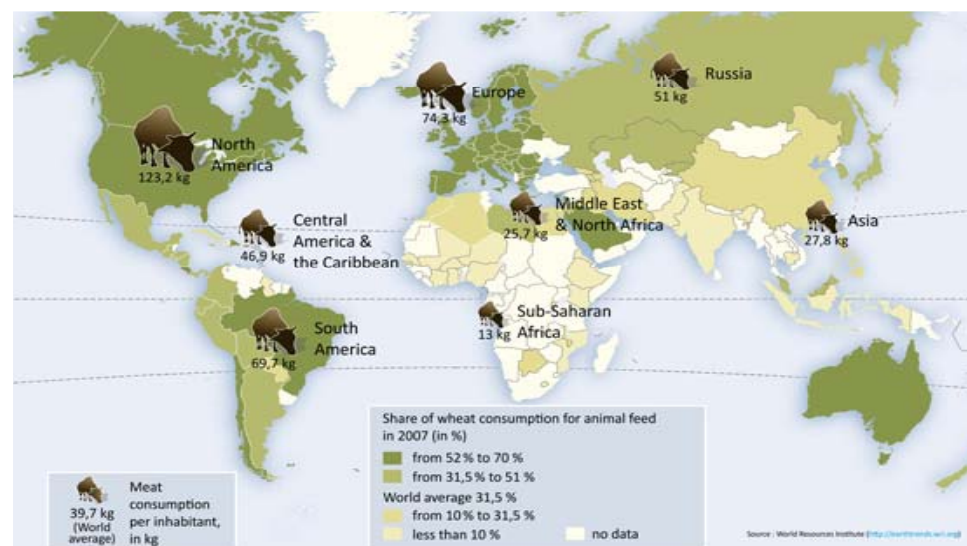 Russia
51 kg
Europe
74,3 kg
North
America
123,2 kg
Middle East
& North Africa
25,7 kg
Asia
27,8 kg
Central
America &
the Caribbean
46,9 kg
Sub-Saharan
Africa
13 kg
South
America
69,7 kg
Share of wheat consumption for animal feed
in 2007 (in %)
from 52 % to 70 %
from 31,5 % to 51 %
World average 31,5 %
from 10 % to 31,5 %
less than 10 %
no data
Meat
consumption
per inhabitant,
in kg
39,7 kg
(World
average)
Source : World Resources Institute (http://earthtrends.wri.org)